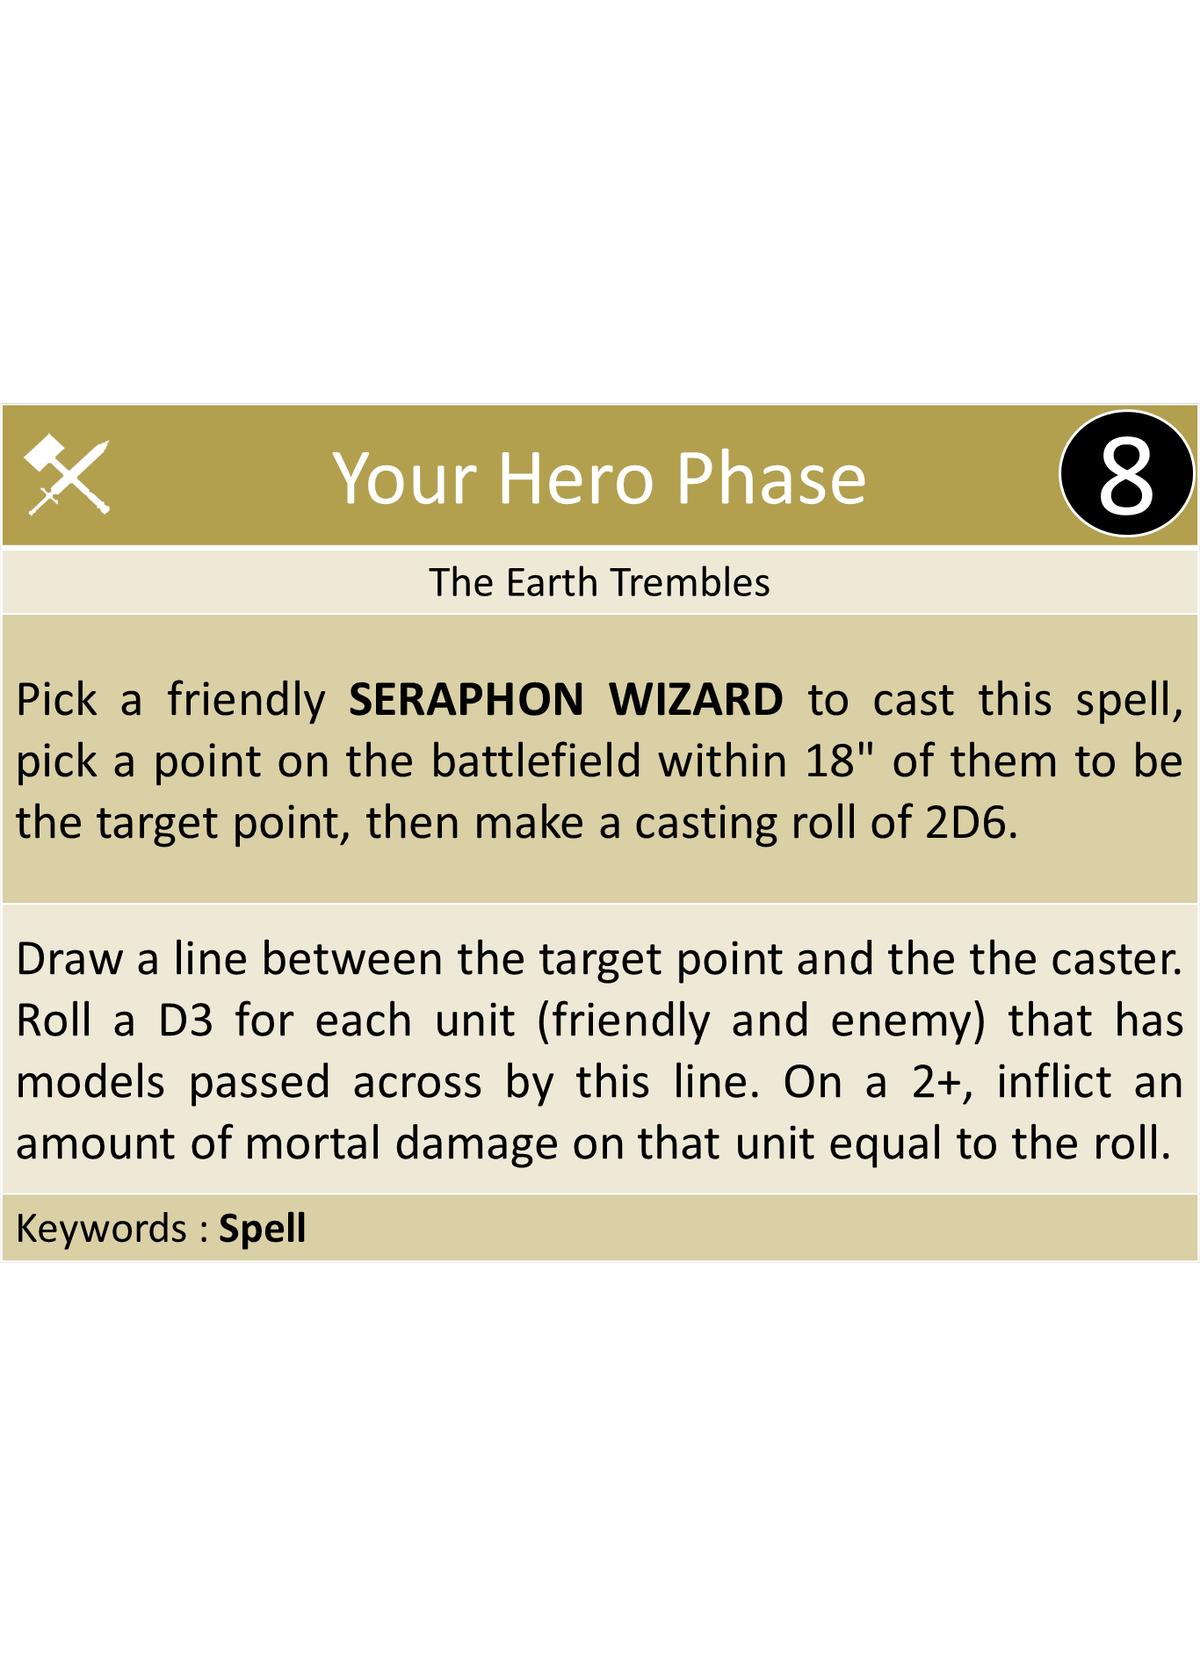 Your Hero Phase
8
The Earth Trembles
Pick a friendly SERAPHON WIZARD to cast this spell,
pick a point on the battlefield within 18" of them to be
the target point, then make a casting roll of 2D6.
Draw a line between the target point and the the caster.
Roll a D3 for each unit (friendly and enemy) that has
models passed across by this line. On a 2+, inflict an
amount of mortal damage on that unit equal to the roll.
Keywords : Spell